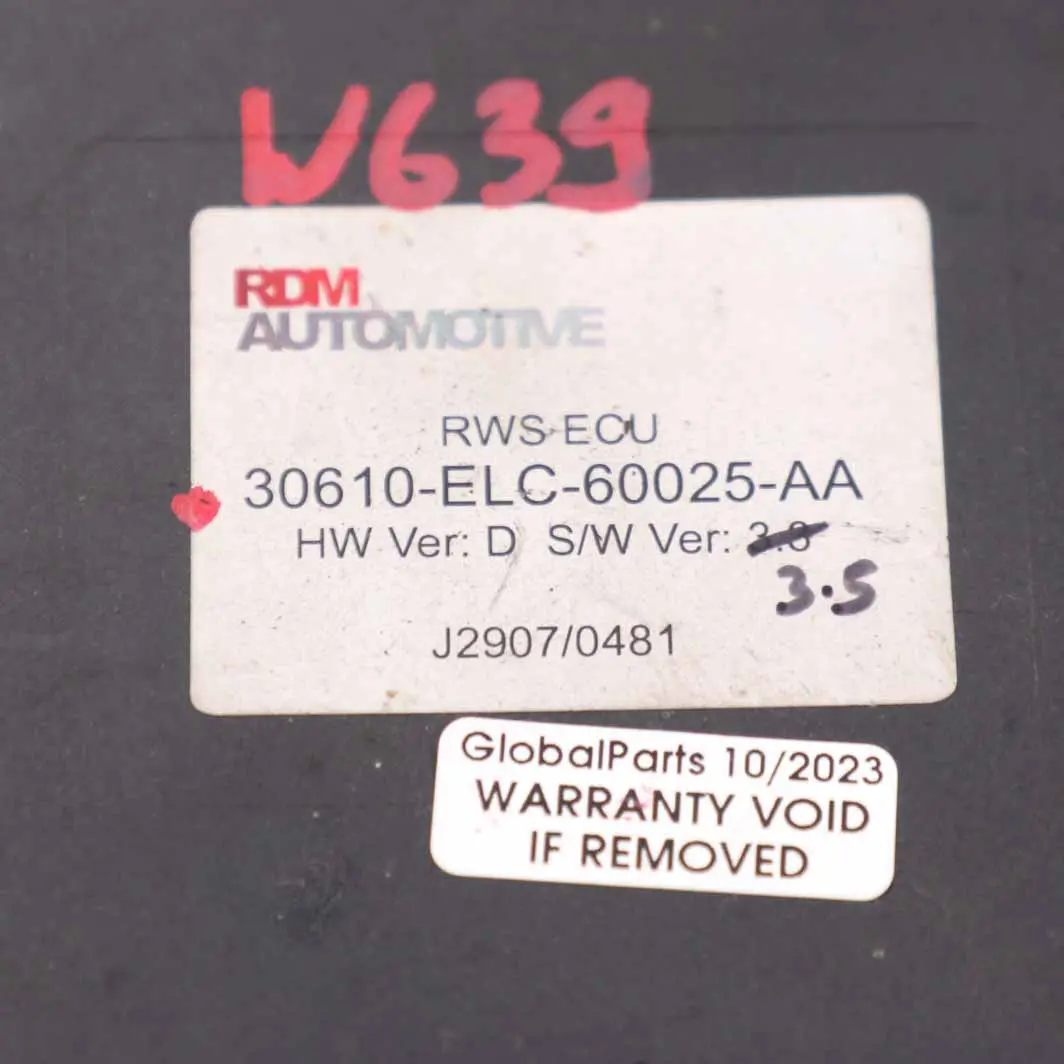 W639
RDM
AUTOMOTIVE
RWS ECU
30610-ELC-60025-AA
HW Ver: D S/W Ver: 3.3
3.5
J2907/0481
GlobalParts 10/2023
WARRANTY VOID
IF REMOVED